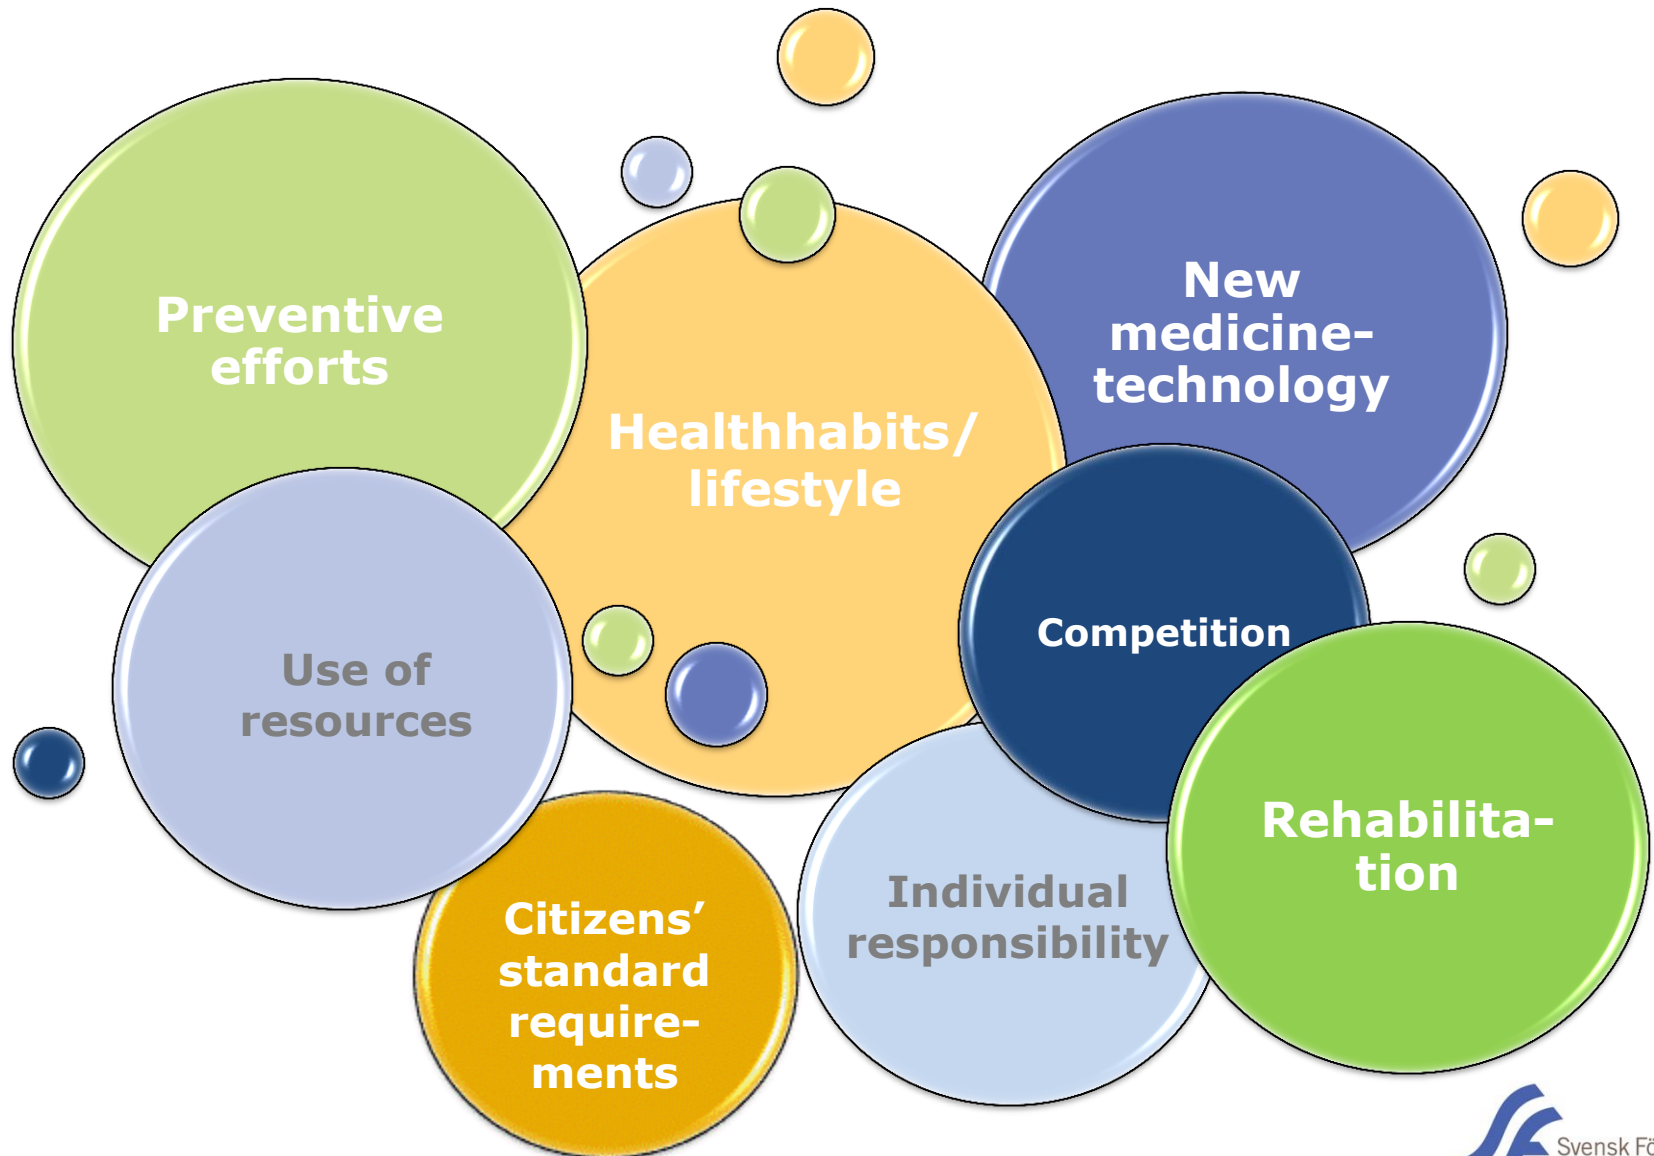 Preventive
efforts
New
medicine-
technology
Healthhabits/
lifestyle
Competition
Use of
resources
Rehabilita-
tion
Individual
responsibility
Citizens’
standard
require-
ments
Svensk